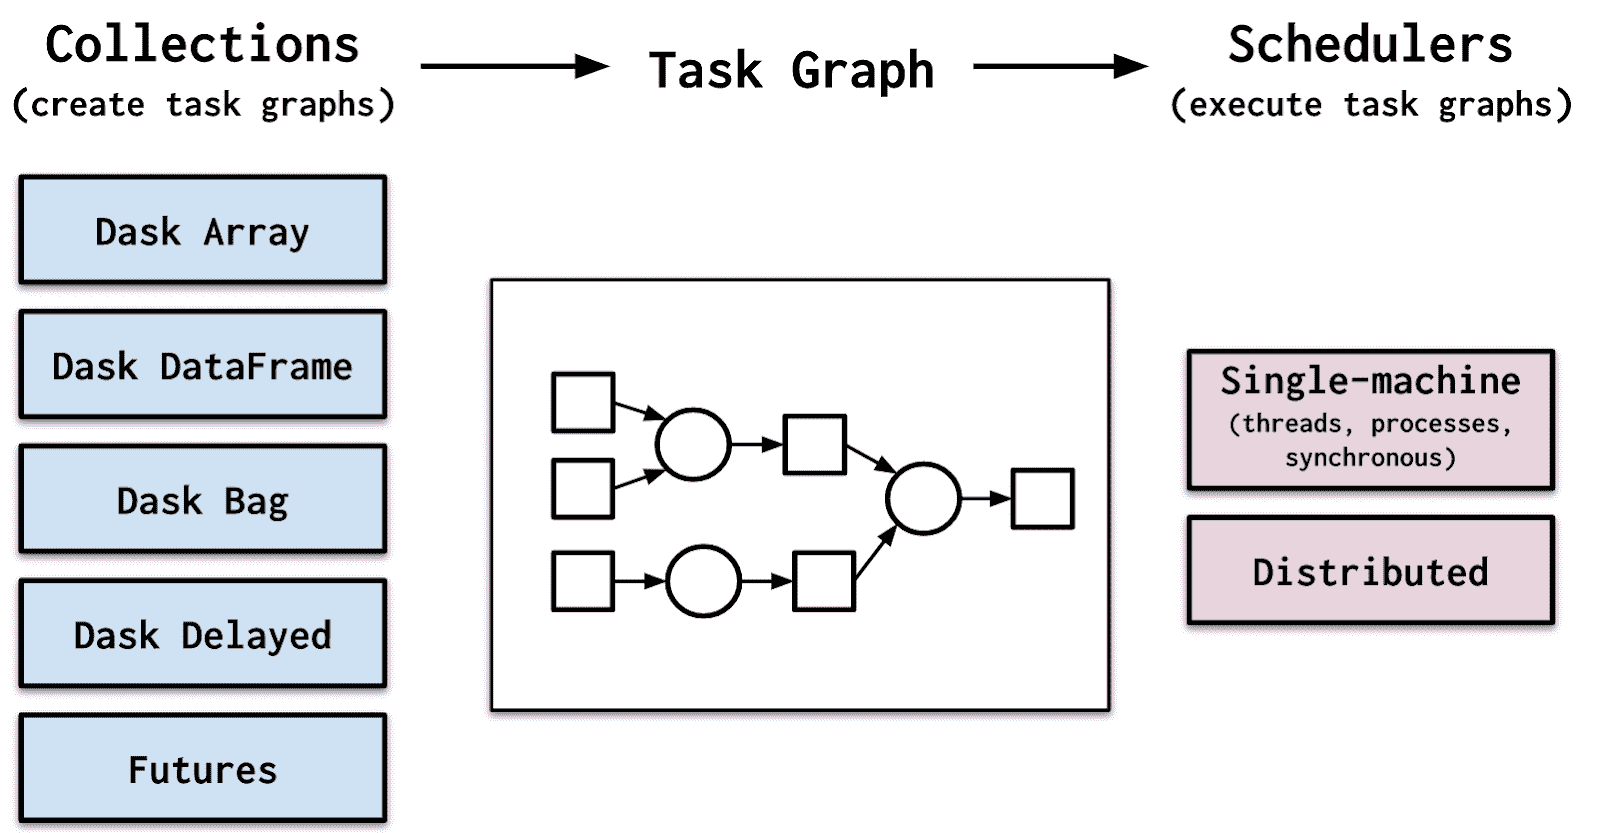 Collections
(create task graphs)
Task Graph
Schedulers
(execute task graphs)
Dask Array
Dask DataFrame
Dask Bag
Dask Delayed
Futures
Single-machine
(threads, processes,
synchronous)
Distributed